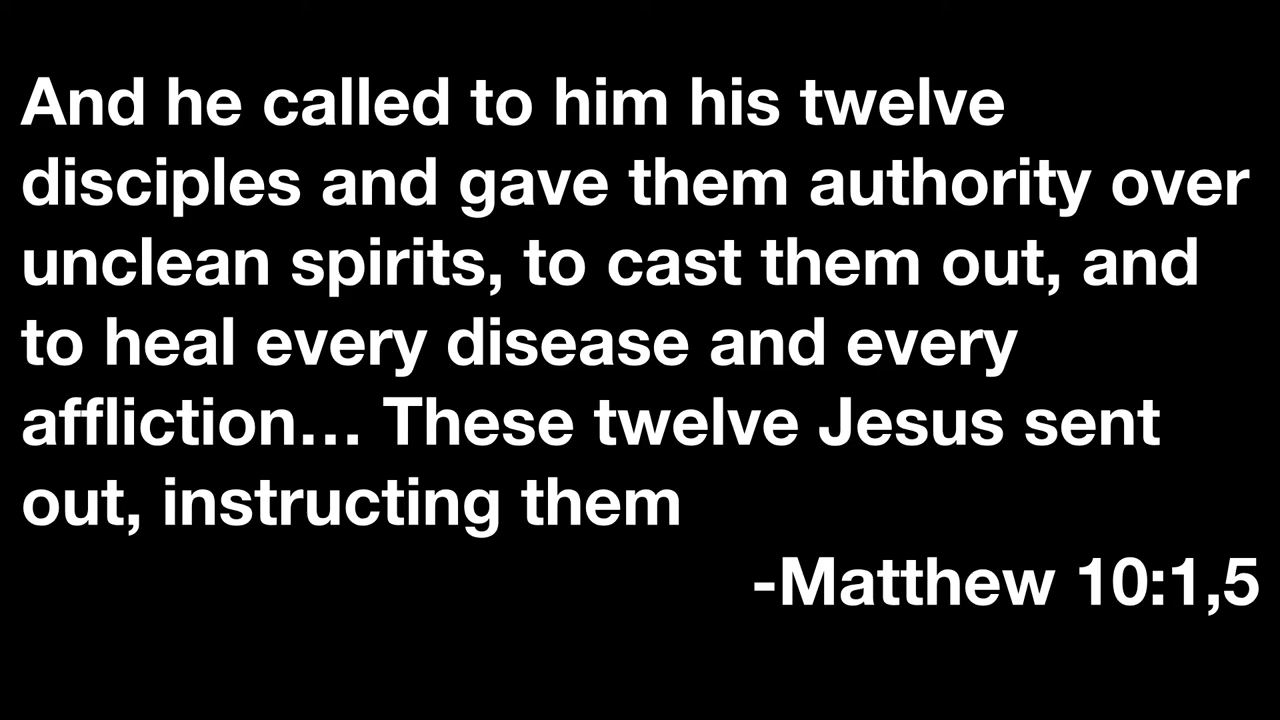 And he called to him his twelve
disciples and gave them authority over
unclean spirits, to cast them out, and
to heal every disease and every
affliction… These twelve Jesus sent
out, instructing them
-Matthew 10:1,5